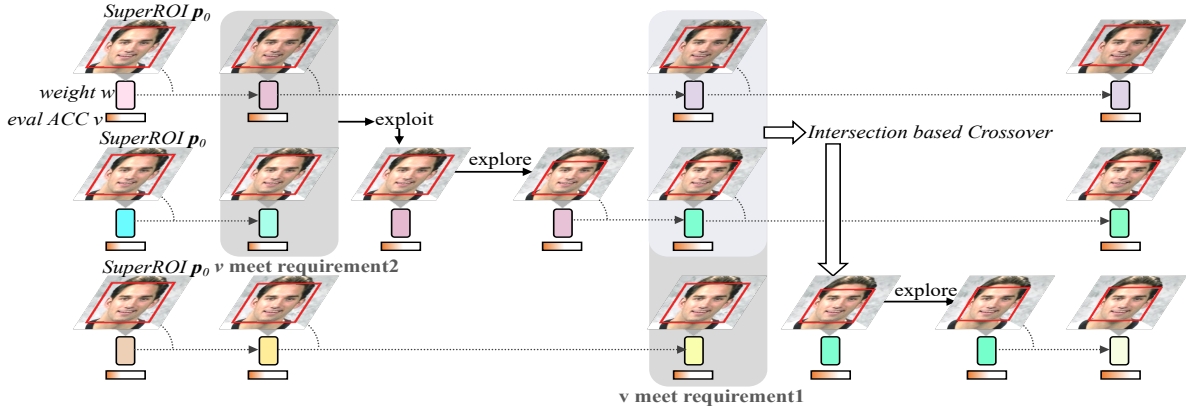 SuperROI p₀
weight w
eval ACC v
exploit
Intersection based Crossover
SuperROI p₀
explore
v meet requirement2
SuperROI p₀
explore
v meet requirement1